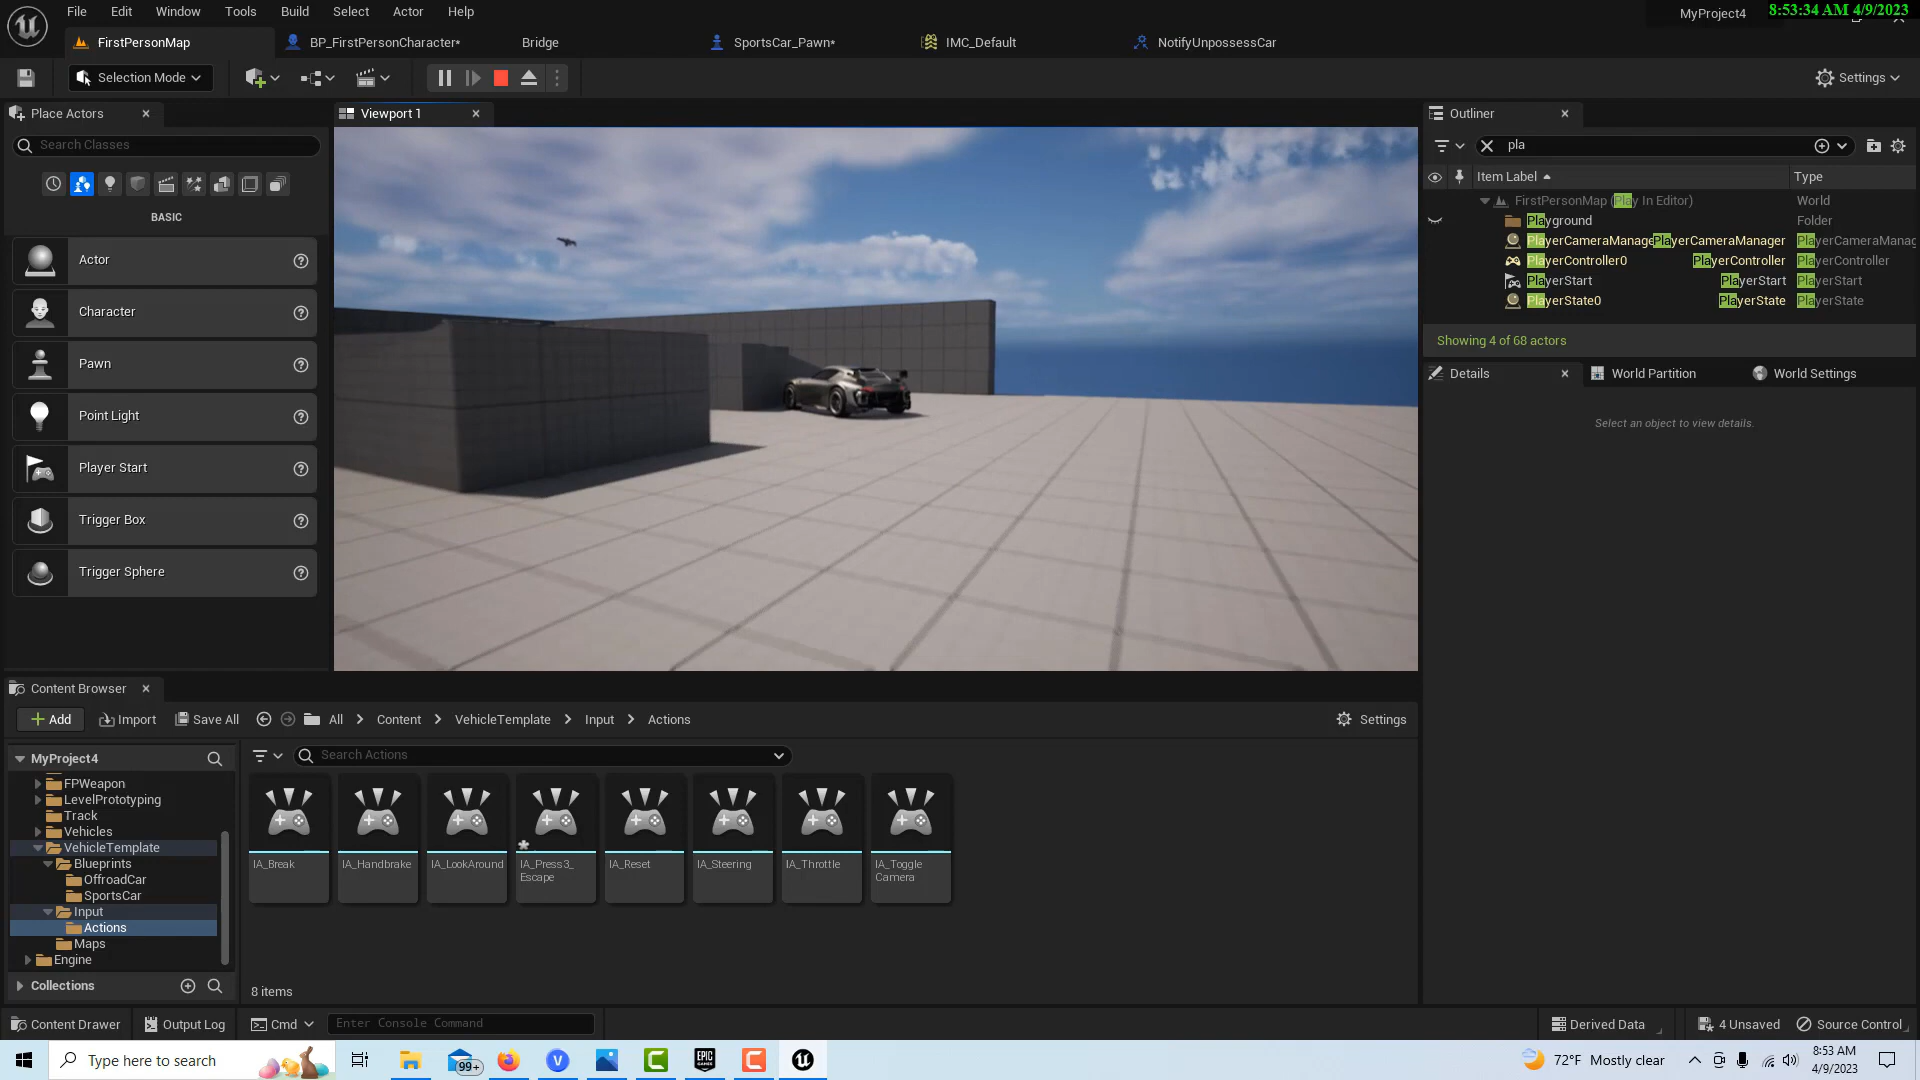 File Edit Window Tools Build Select Actor Help
MyProject4
8:53:34 AM 4/9/2023
FirstPersonMap
BP_FirstPersonCharacter*
Bridge
SportsCar_Pawn*
IMC_Default
NotifyUnpossessCar
Selection Mode
Settings
Place Actors
Search Classes
BASIC
Actor
Character
Pawn
Point Light
Player Start
Trigger Box
Trigger Sphere
Viewport 1
Outliner
pla
Item Label Type
FirstPersonMap (Play In Editor) World
Playground Folder
PlayerCameraManage PlayerCameraManager PlayerCameraManag
PlayerController0 PlayerController PlayerController
PlayerStart PlayerStart PlayerStart
PlayerState0 PlayerState PlayerState
Showing 4 of 68 actors
Details
World Partition
World Settings
Select an object to view details.
Content Browser
Add Import Save All All Content VehicleTemplate Input Actions Settings
MyProject4
Search Actions
FPWeapon
LevelPrototyping
Track
Vehicles
VehicleTemplate
Blueprints
OffroadCar
SportsCar
Input
Actions
Maps
Engine
Collections
IA_Break
IA_Handbrake
IA_LookAround
IA_Press3_
Escape
IA_Reset
IA_Steering
IA_Throttle
IA_Toggle
Camera
8 items
Content Drawer Output Log Cmd Enter Console Command Derived Data 4 Unsaved Source Control
Type here to search
99+
EPIC
GAMES
72°F Mostly clear
8:53 AM
4/9/2023